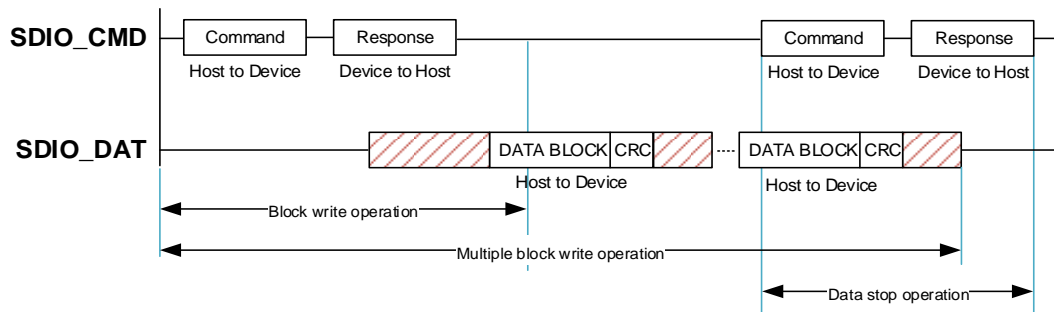 SDIO_CMD
Command
Response
Command
Response
Host to Device
Device to Host
Host to Device
Device to Host
SDIO_DAT
DATA BLOCK
CRC
DATA BLOCK
CRC
Host to Device
Host to Device
Block write operation
Multiple block write operation
Data stop operation